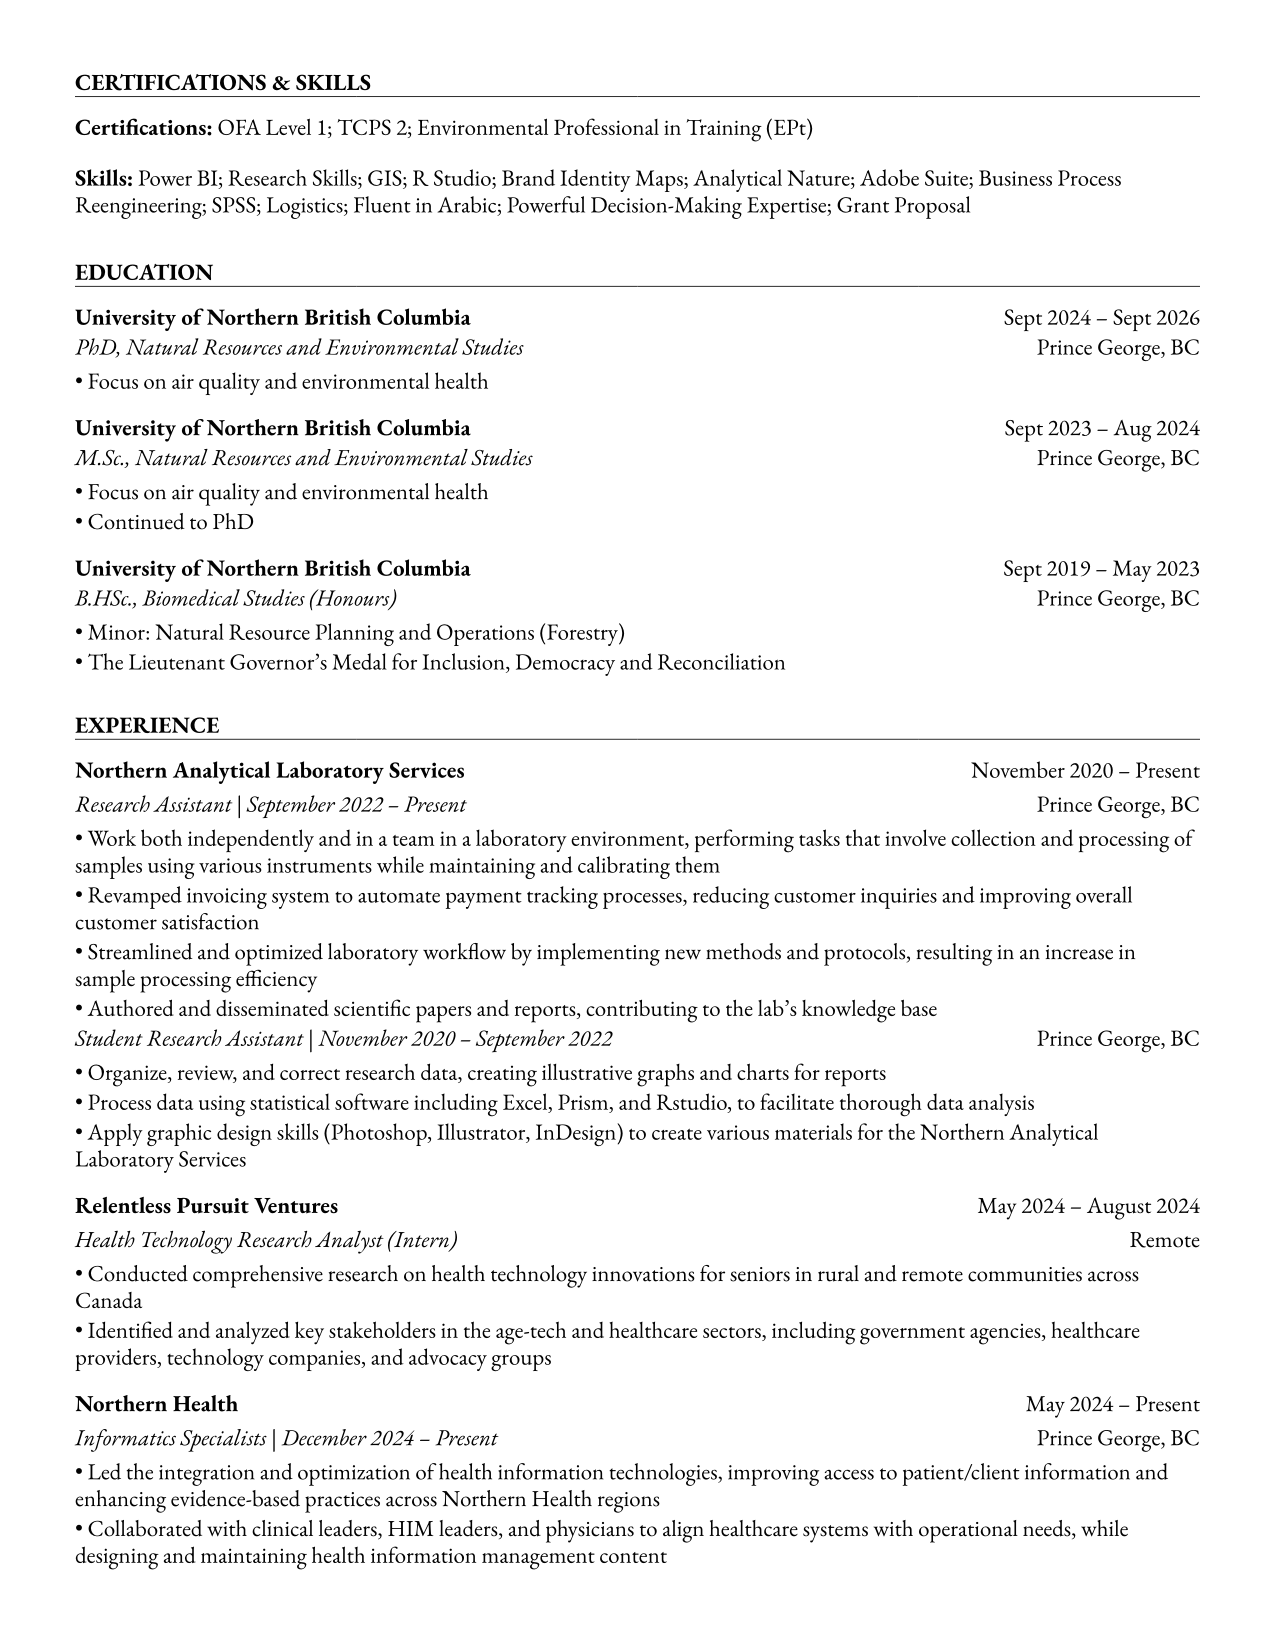 CERTIFICATIONS & SKILLS
Certifications: OFA Level 1; TCPS 2; Environmental Professional in Training (EPt)
Skills: Power BI; Research Skills; GIS; R Studio; Brand Identity Maps; Analytical Nature; Adobe Suite; Business Process
Reengineering; SPSS; Logistics; Fluent in Arabic; Powerful Decision-Making Expertise; Grant Proposal
EDUCATION
University of Northern British Columbia Sept 2024 – Sept 2026
PhD, Natural Resources and Environmental Studies Prince George, BC
• Focus on air quality and environmental health
University of Northern British Columbia Sept 2023 – Aug 2024
M.Sc., Natural Resources and Environmental Studies Prince George, BC
• Focus on air quality and environmental health
• Continued to PhD
University of Northern British Columbia Sept 2019 – May 2023
B.HSc., Biomedical Studies (Honours) Prince George, BC
• Minor: Natural Resource Planning and Operations (Forestry)
• The Lieutenant Governor’s Medal for Inclusion, Democracy and Reconciliation
EXPERIENCE
Northern Analytical Laboratory Services November 2020 – Present
Research Assistant | September 2022 – Present Prince George, BC
• Work both independently and in a team in a laboratory environment, performing tasks that involve collection and processing of
samples using various instruments while maintaining and calibrating them
• Revamped invoicing system to automate payment tracking processes, reducing customer inquiries and improving overall
customer satisfaction
• Streamlined and optimized laboratory workflow by implementing new methods and protocols, resulting in an increase in
sample processing efficiency
• Authored and disseminated scientific papers and reports, contributing to the lab’s knowledge base
Student Research Assistant | November 2020 – September 2022 Prince George, BC
• Organize, review, and correct research data, creating illustrative graphs and charts for reports
• Process data using statistical software including Excel, Prism, and Rstudio, to facilitate thorough data analysis
• Apply graphic design skills (Photoshop, Illustrator, InDesign) to create various materials for the Northern Analytical
Laboratory Services
Relentless Pursuit Ventures May 2024 – August 2024
Health Technology Research Analyst (Intern) Remote
• Conducted comprehensive research on health technology innovations for seniors in rural and remote communities across
Canada
• Identified and analyzed key stakeholders in the age-tech and healthcare sectors, including government agencies, healthcare
providers, technology companies, and advocacy groups
Northern Health May 2024 – Present
Informatics Specialists | December 2024 – Present Prince George, BC
• Led the integration and optimization of health information technologies, improving access to patient/client information and
enhancing evidence-based practices across Northern Health regions
• Collaborated with clinical leaders, HIM leaders, and physicians to align healthcare systems with operational needs, while
designing and maintaining health information management content